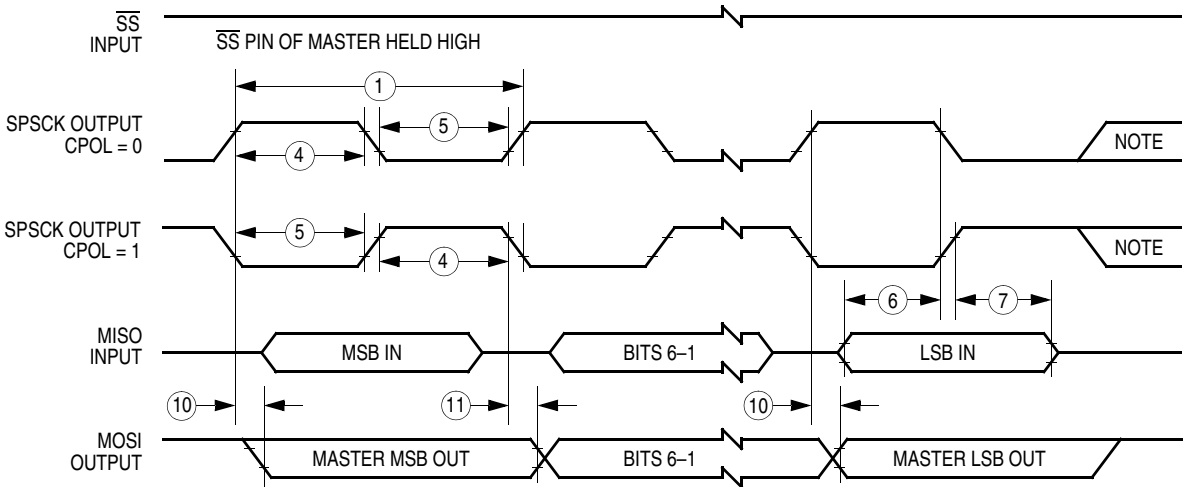 SS
INPUT
SS PIN OF MASTER HELD HIGH
1
SPSCK OUTPUT
CPOL = 0
5
4
NOTE
SPSCK OUTPUT
CPOL = 1
5
4
NOTE
6
7
MISO
INPUT
MSB IN
BITS 6–1
LSB IN
10
11
10
MOSI
OUTPUT
MASTER MSB OUT
BITS 6–1
MASTER LSB OUT